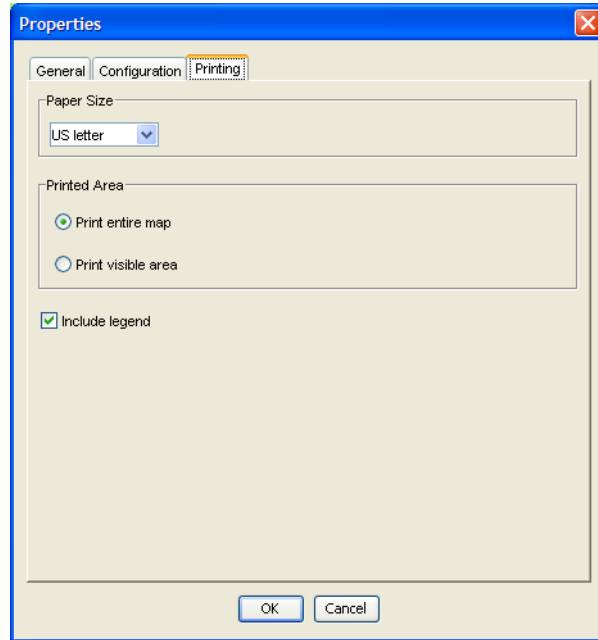 Properties
General Configuration Printing
Paper Size
US letter
Printed Area
Print entire map
Print visible area
Include legend
OK Cancel